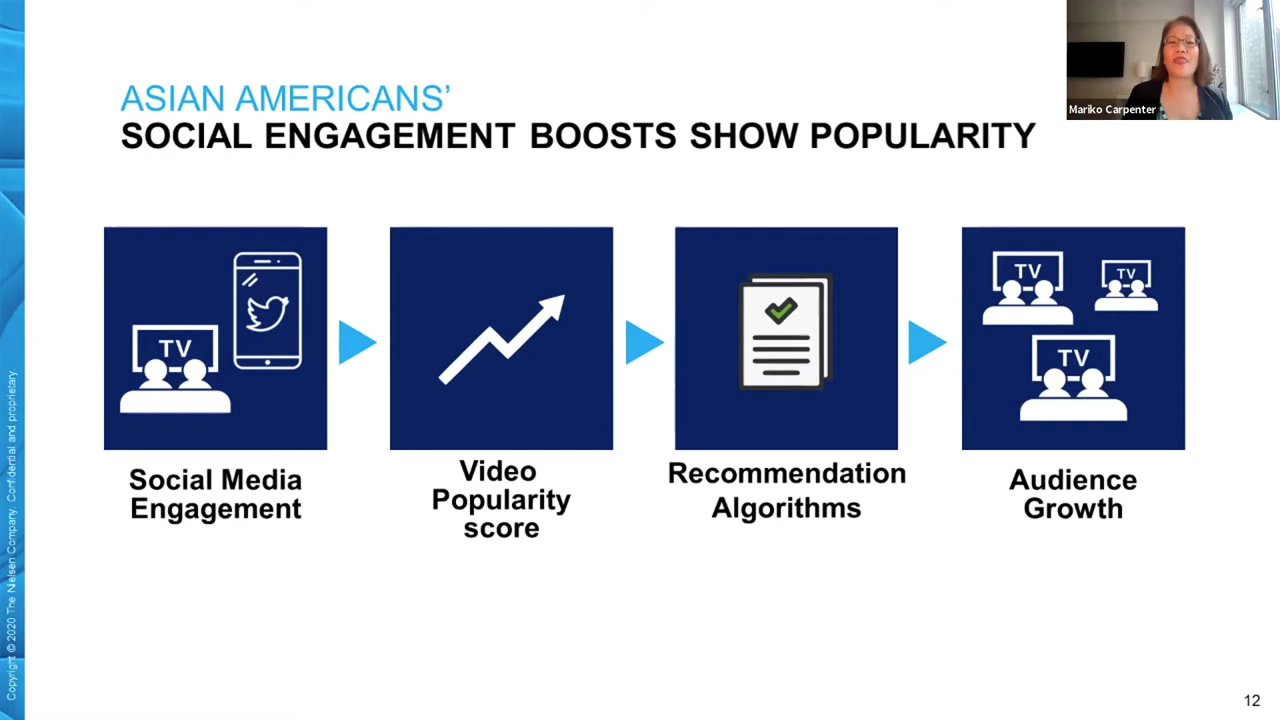 Mariko Carpenter
ASIAN AMERICANS’
SOCIAL ENGAGEMENT BOOSTS SHOW POPULARITY
TV
TV
TV
TV
Social Media
Engagement
Video
Popularity
score
Recommendation
Algorithms
Audience
Growth
Copyright © 2020 The Nielsen Company. Confidential and proprietary.
12